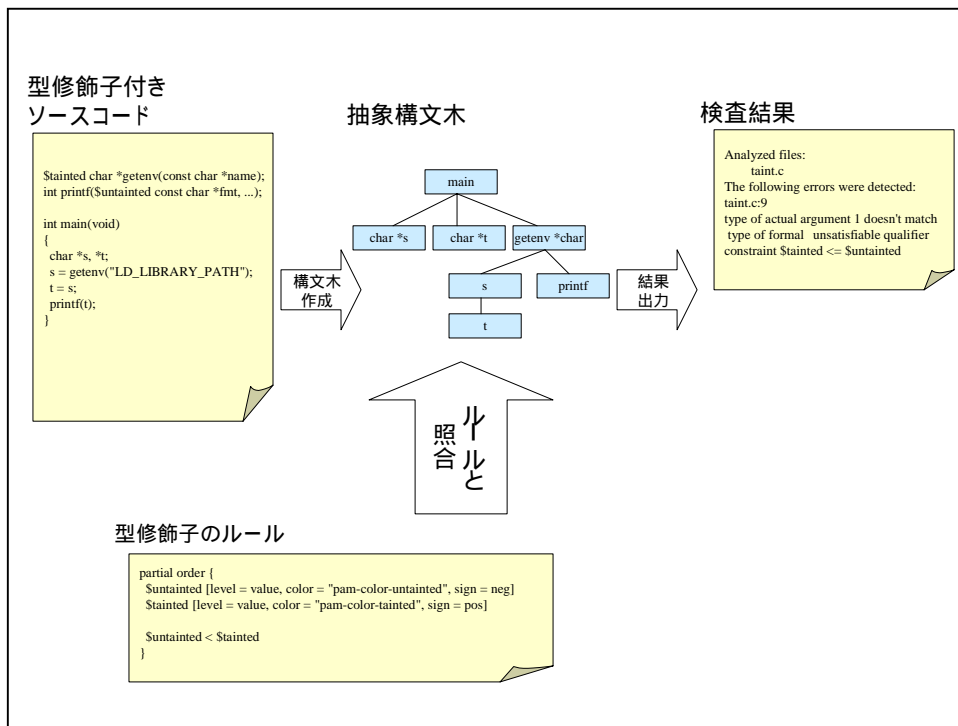 型修飾子付き
ソースコード
$tainted char *getenv(const char *name);
int printf($untainted const char *fmt, ...);
int main(void)
{
char *s, *t;
s = getenv("LD_LIBRARY_PATH");
t = s;
printf(t);
}
構文木
作成
抽象構文木
main
char *s
char *t
getenv *char
s
printf
t
結果
出力
検査結果
Analyzed files:
taint.c
The following errors were detected:
taint.c:9
type of actual argument 1 doesn't match
type of formal unsatisfiable qualifier
constraint $tainted <= $untainted
ルールと
照合
型修飾子のルール
partial order {
$untainted [level = value, color = "pam-color-untainted", sign = neg]
$tainted [level = value, color = "pam-color-tainted", sign = pos]
$untainted < $tainted
}